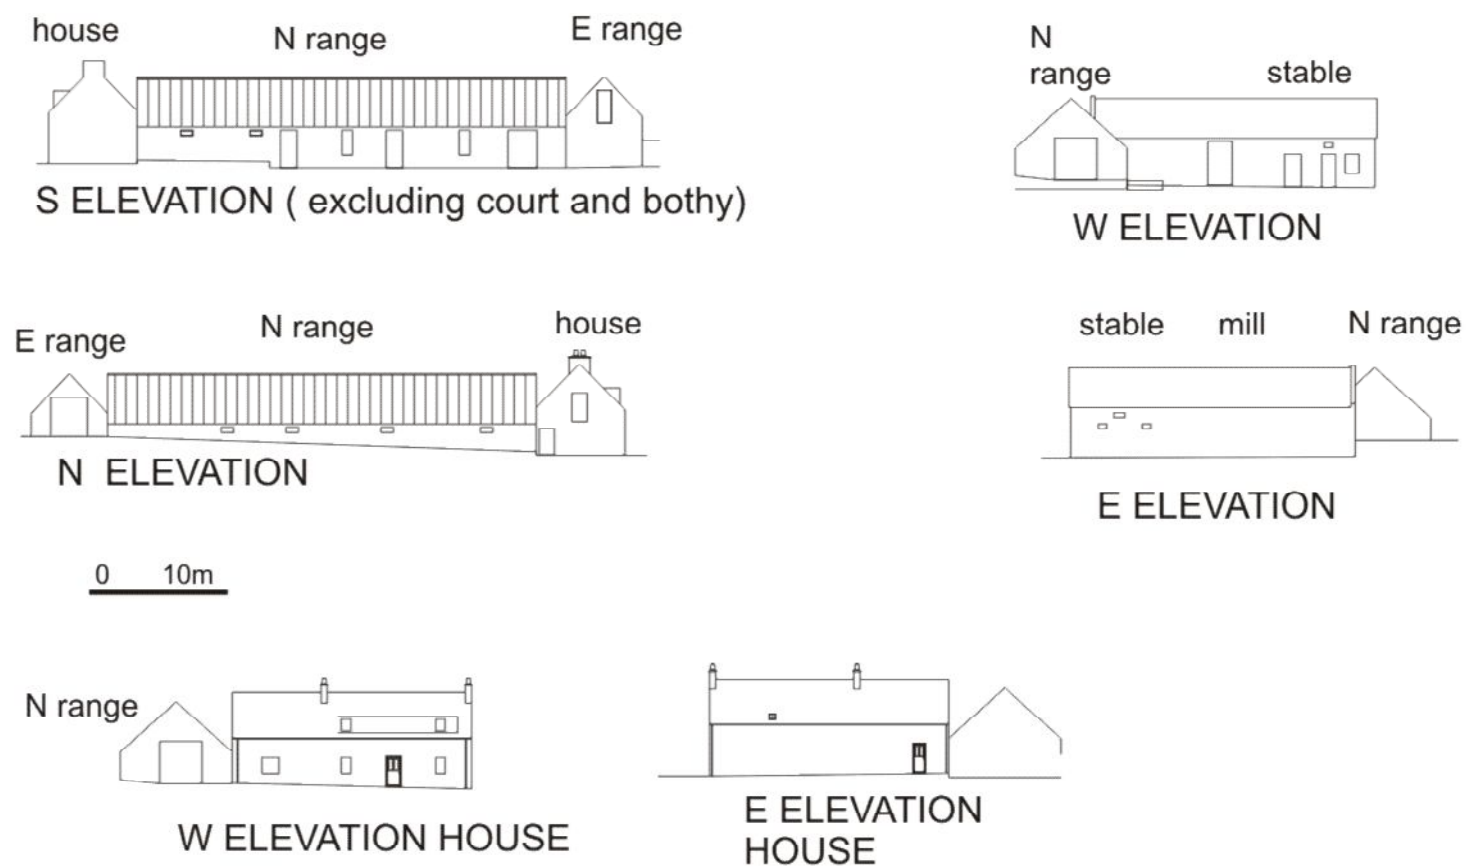 house
N range
E range
S ELEVATION ( excluding court and bothy)
N
range
stable
W ELEVATION
E range
N range
house
N ELEVATION
stable
mill
N range
E ELEVATION
0 10m
N range
W ELEVATION HOUSE
E ELEVATION
HOUSE